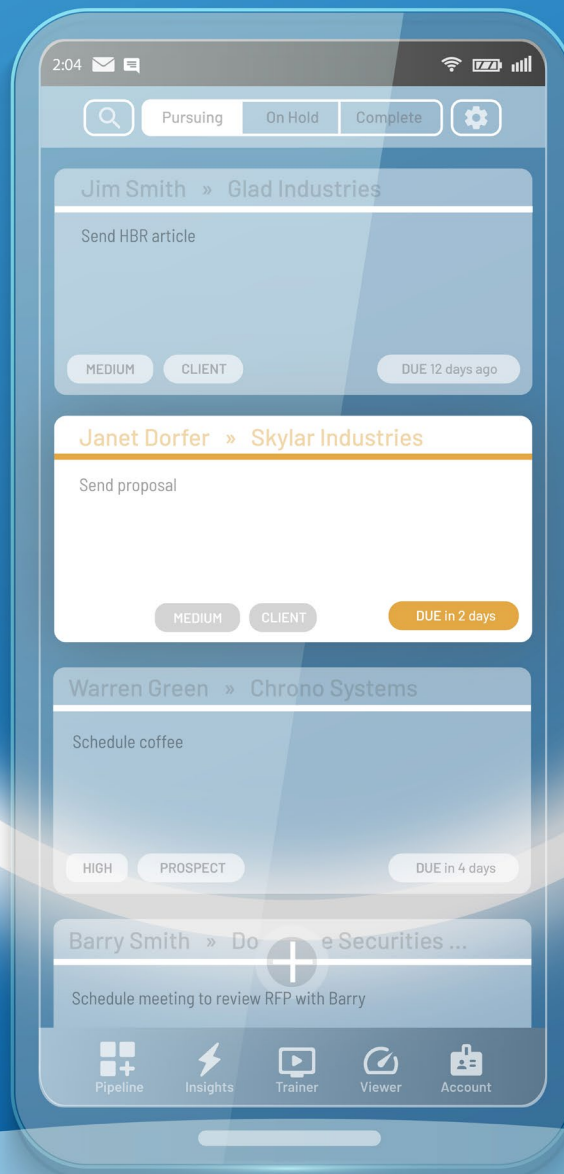 2:04
Pursuing On Hold Complete
Jim Smith » Glad Industries
Send HBR article
MEDIUM CLIENT DUE 12 days ago
Janet Dorfer » Skylar Industries
Send proposal
MEDIUM CLIENT DUE in 2 days
Warren Green » Chrono Systems
Schedule coffee
HIGH PROSPECT DUE in 4 days
Barry Smith » Securities ...
Schedule meeting to review RFP with Barry
Pipeline Insights Trainer Viewer Account